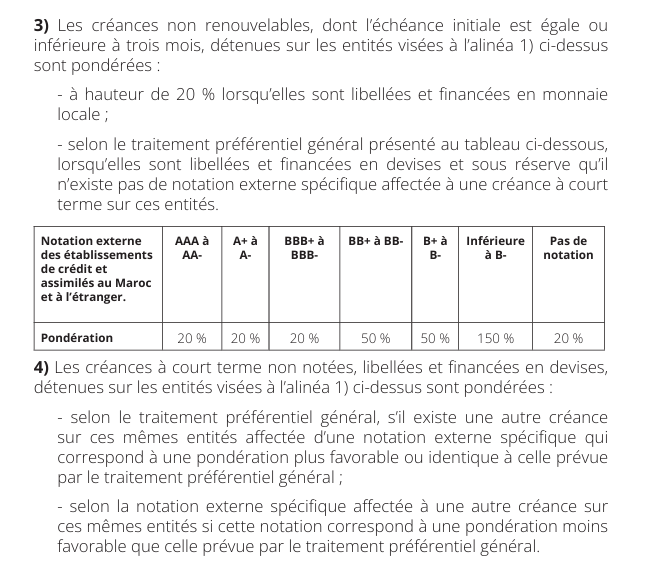 3) Les créances non renouvelables, dont l’échéance initiale est égale ou
inférieure à trois mois, détenues sur les entités visées à l’alinéa 1) ci-dessus
sont pondérées :
- à hauteur de 20 % lorsqu’elles sont libellées et financées en monnaie
locale ;
- selon le traitement préférentiel général présenté au tableau ci-dessous,
lorsqu’elles sont libellées et financées en devises et sous réserve qu’il
n’existe pas de notation externe spécifique affectée à une créance à court
terme sur ces entités.
Notation externe AAA à A+ à BBB+ à BB+ à BB- B+ à Inférieure Pas de
des établissements AA- A- BBB- B- à B- notation
de crédit et
assimilés au Maroc
et à l’étranger.
Pondération 20 % 20 % 20 % 50 % 50 % 150 % 20 %
4) Les créances à court terme non notées, libellées et financées en devises,
détenues sur les entités visées à l’alinéa 1) ci-dessus sont pondérées :
- selon le traitement préférentiel général, s’il existe une autre créance
sur ces mêmes entités affectée d’une notation externe spécifique qui
correspond à une pondération plus favorable ou identique à celle prévue
par le traitement préférentiel général ;
- selon la notation externe spécifique affectée à une autre créance sur
ces mêmes entités si cette notation correspond à une pondération moins
favorable que celle prévue par le traitement préférentiel général.